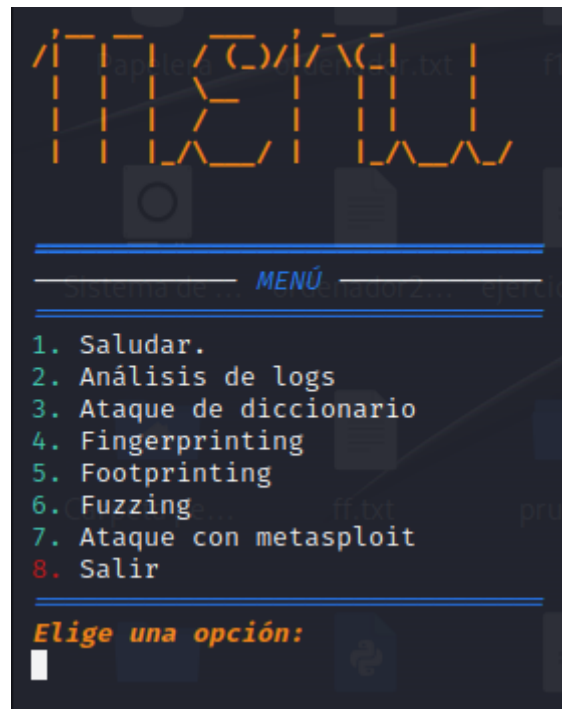 MENU
MENÚ
1. Saludar.
2. Análisis de logs
3. Ataque de diccionario
4. Fingerprinting
5. Footprinting
6. Fuzzing
7. Ataque con metasploit
8. Salir
Elige una opción: